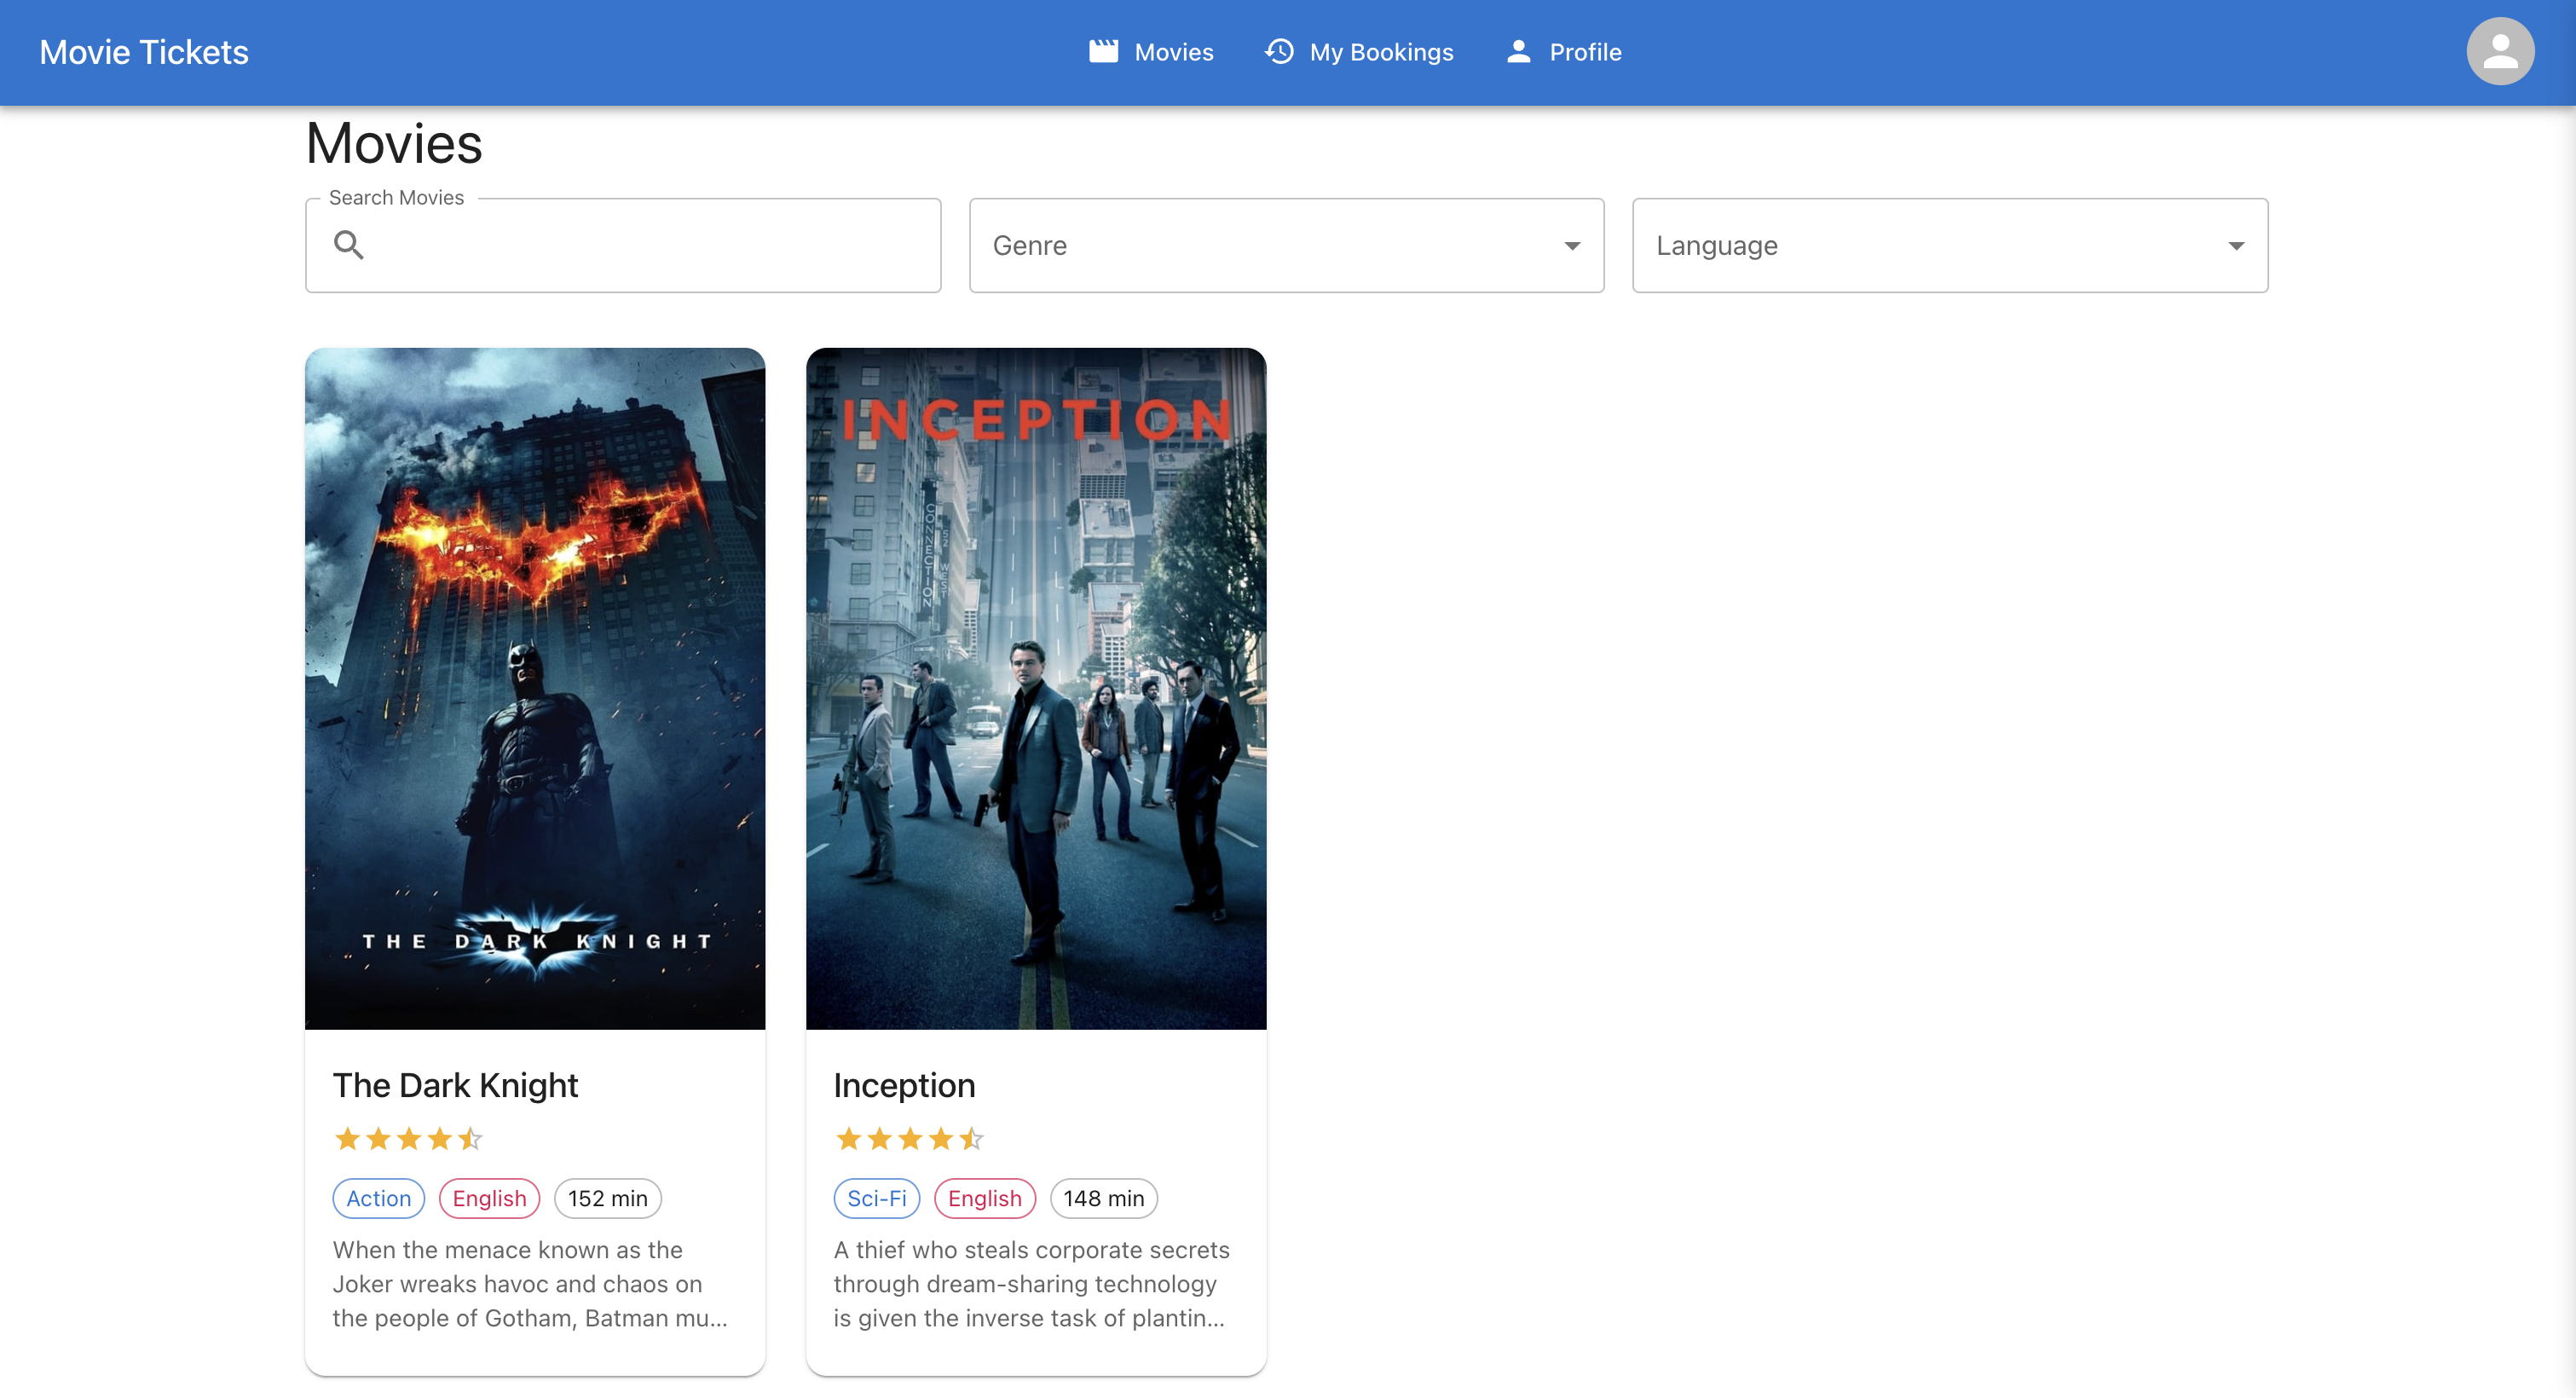 Movie Tickets
Movies
My Bookings
Profile
Movies
Search Movies
Genre
Language
THE DARK KNIGHT
INCEPTION
CONNECTION
The Dark Knight
Action
English
152 min
When the menace known as the
Joker wreaks havoc and chaos on
the people of Gotham, Batman mu...
Inception
Sci-Fi
English
148 min
A thief who steals corporate secrets
through dream-sharing technology
is given the inverse task of plantin...